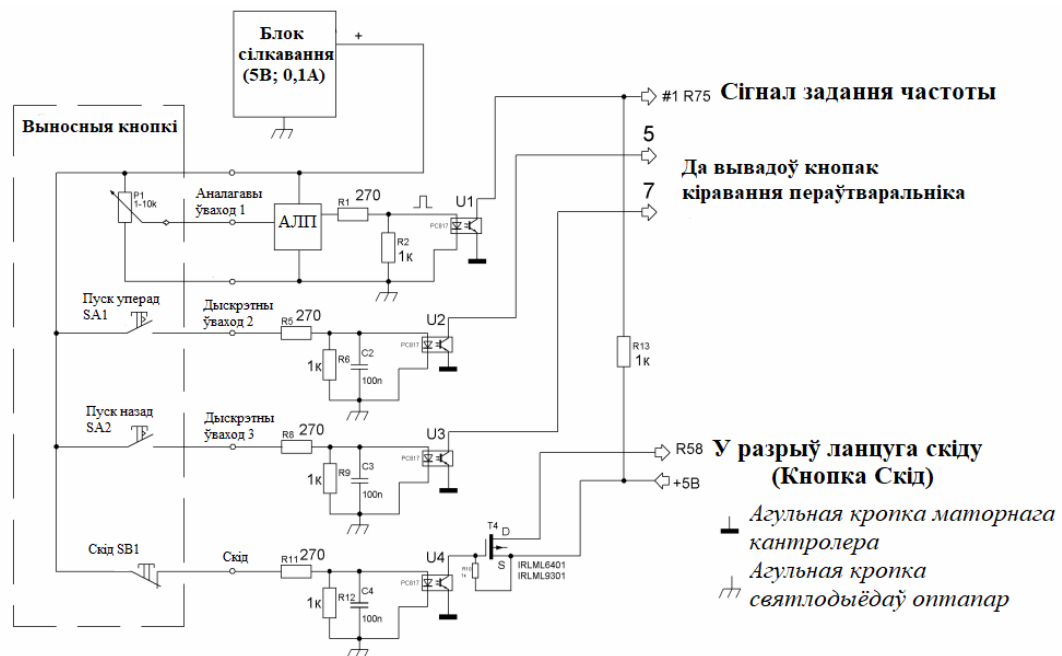 Блок
сілкавання
(5В; 0,1А)
+
#1 R75 Сігнал задання частоты
Выносныя кнопкі
5
Да вывадоў кнопак
кіравання пераўтваральніка
7
P1
1-10k
Аналагавы
ўваход 1
АЛП
R1 270
R2
1к
U1
PC817
Пуск уперад
SA1
Дыскрэтны
ўваход 2
R5 270
1к R6
C2
100n
U2
PC817
R13
1к
Пуск назад
SA2
Дыскрэтны
ўваход 3
R8 270
1к R9
C3
100n
U3
PC817
R58 У разрыў ланцуга скіду
(Кнопка Скід)
+5В
Скід SB1
Скід
R11 270
1к R12
C4
100n
U4
PC817
T4 D
S
R10
1к
IRLML6401
IRLML9301
Агульная кропка маторнага
кантролера
Агульная кропка
святлодыёдаў оптапар